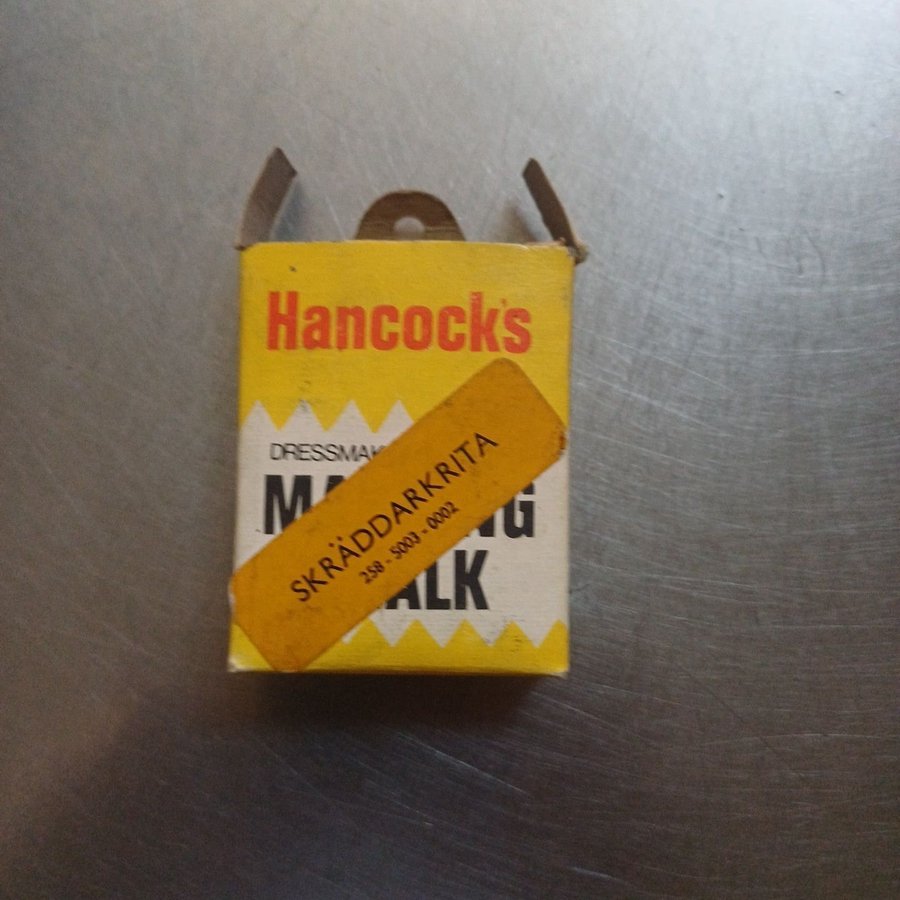 Hancock's
DRESSMAK
MA NG
ALK
SKRÄDDARKRITA
258-5003-0002